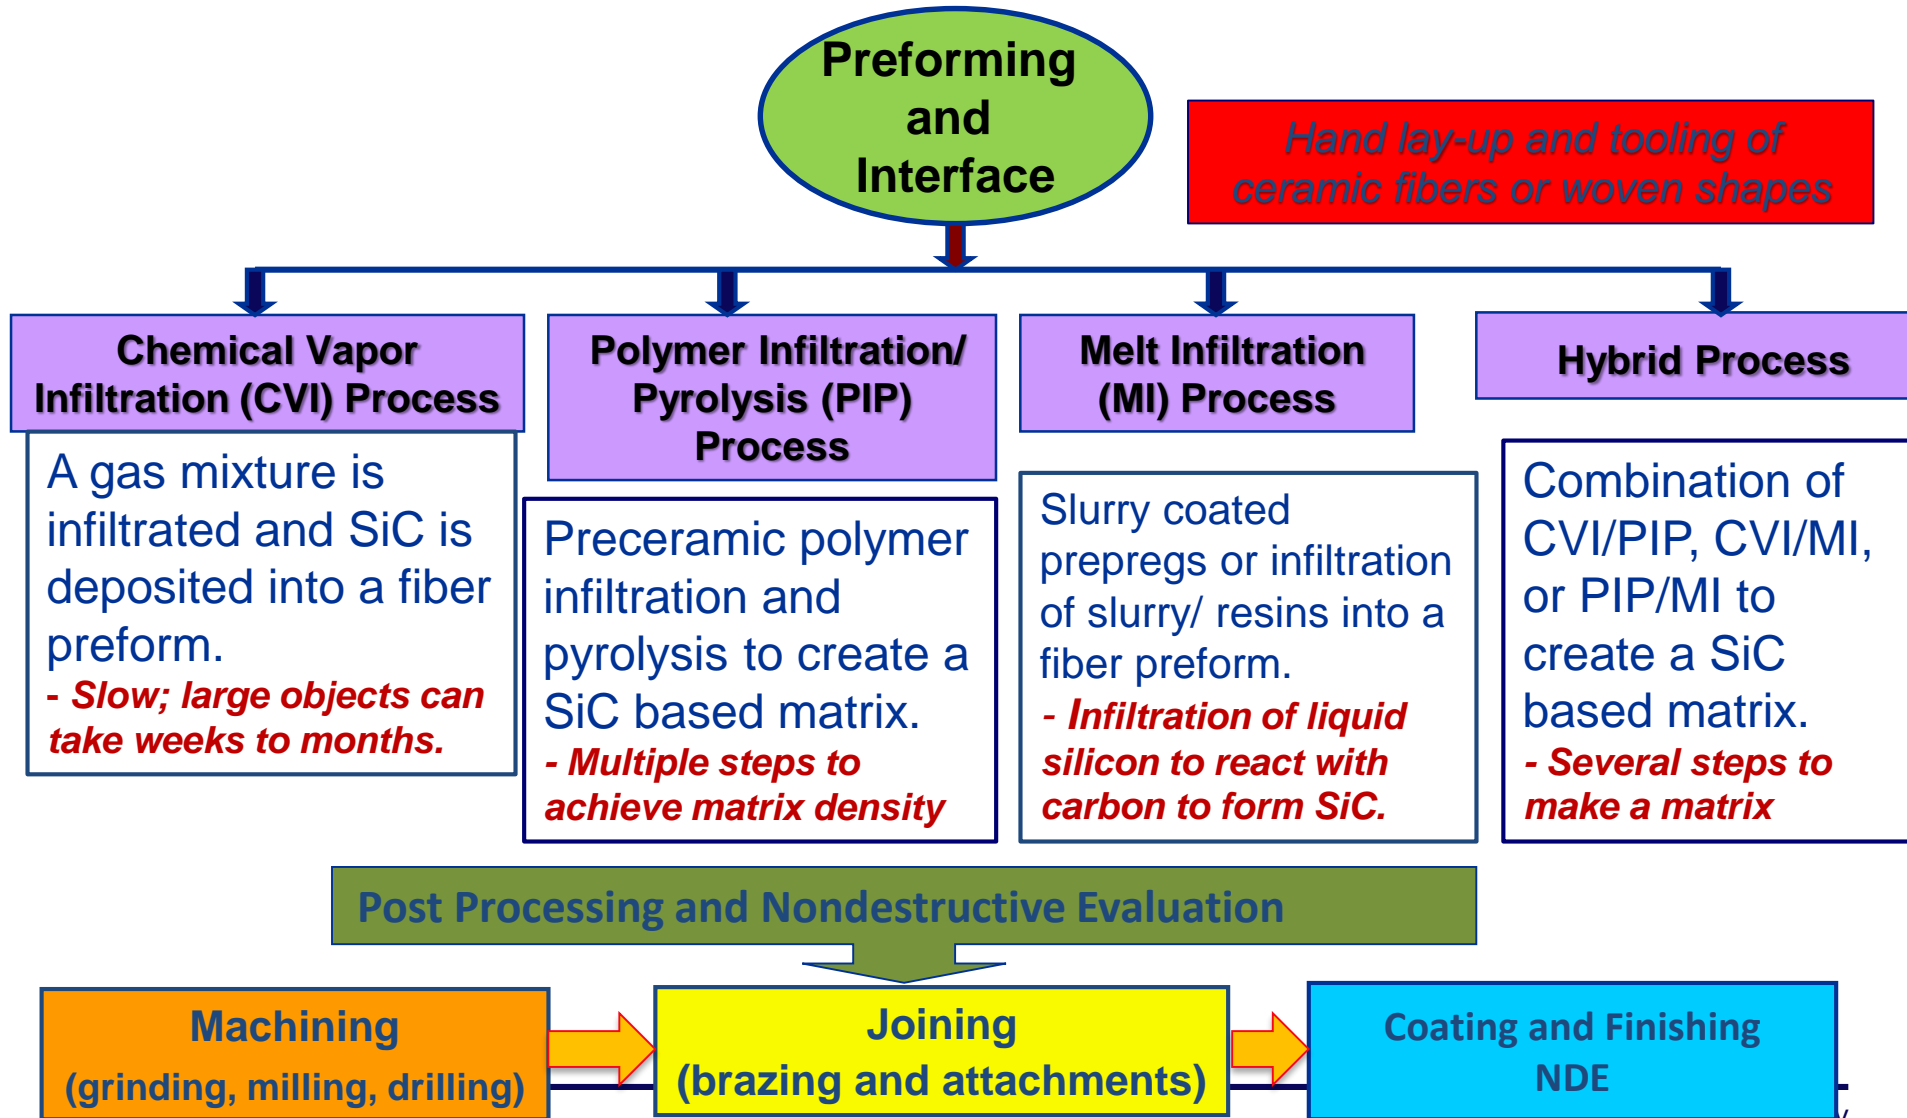 Preforming
and
Interface
Hand lay-up and tooling of
ceramic fibers or woven shapes
Chemical Vapor
Infiltration (CVI) Process
A gas mixture is
infiltrated and SiC is
deposited into a fiber
preform.
- Slow; large objects can
take weeks to months.
Polymer Infiltration/
Pyrolysis (PIP)
Process
Preceramic polymer
infiltration and
pyrolysis to create a
SiC based matrix.
- Multiple steps to
achieve matrix density
Melt Infiltration
(MI) Process
Slurry coated
prepregs or infiltration
of slurry/ resins into a
fiber preform.
- Infiltration of liquid
silicon to react with
carbon to form SiC.
Hybrid Process
Combination of
CVI/PIP, CVI/MI,
or PIP/MI to
create a SiC
based matrix.
- Several steps to
make a matrix
Post Processing and Nondestructive Evaluation
Machining
(grinding, milling, drilling)
Joining
(brazing and attachments)
Coating and Finishing
NDE